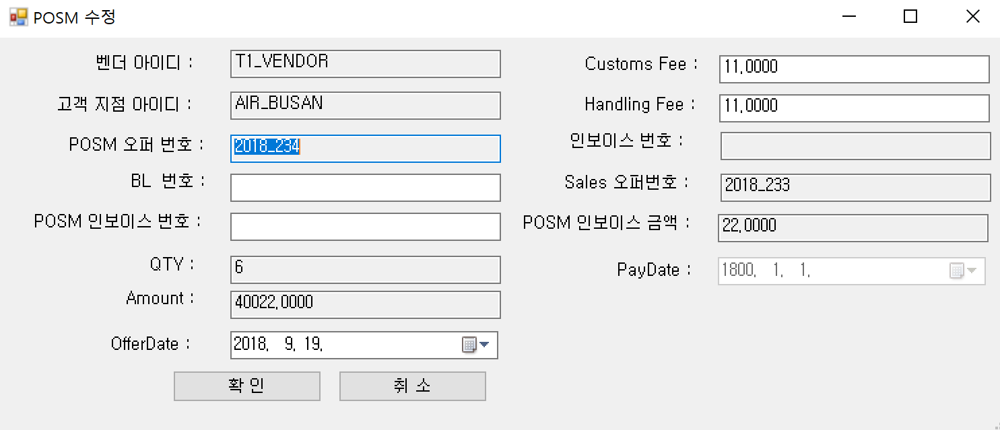 POSM 수정
벤더 아이디 : T1_VENDOR
고객 지점 아이디 : AIR_BUSAN
POSM 오퍼 번호 : 2018_234
BL 번호 :
POSM 인보이스 번호 :
QTY : 6
Amount : 40022.0000
OfferDate : 2018. 9. 19.
확 인 취 소
Customs Fee : 11.0000
Handling Fee : 11.0000
인보이스 번호 :
Sales 오퍼번호 : 2018_233
POSM 인보이스 금액 : 22.0000
PayDate : 1800. 1. 1.